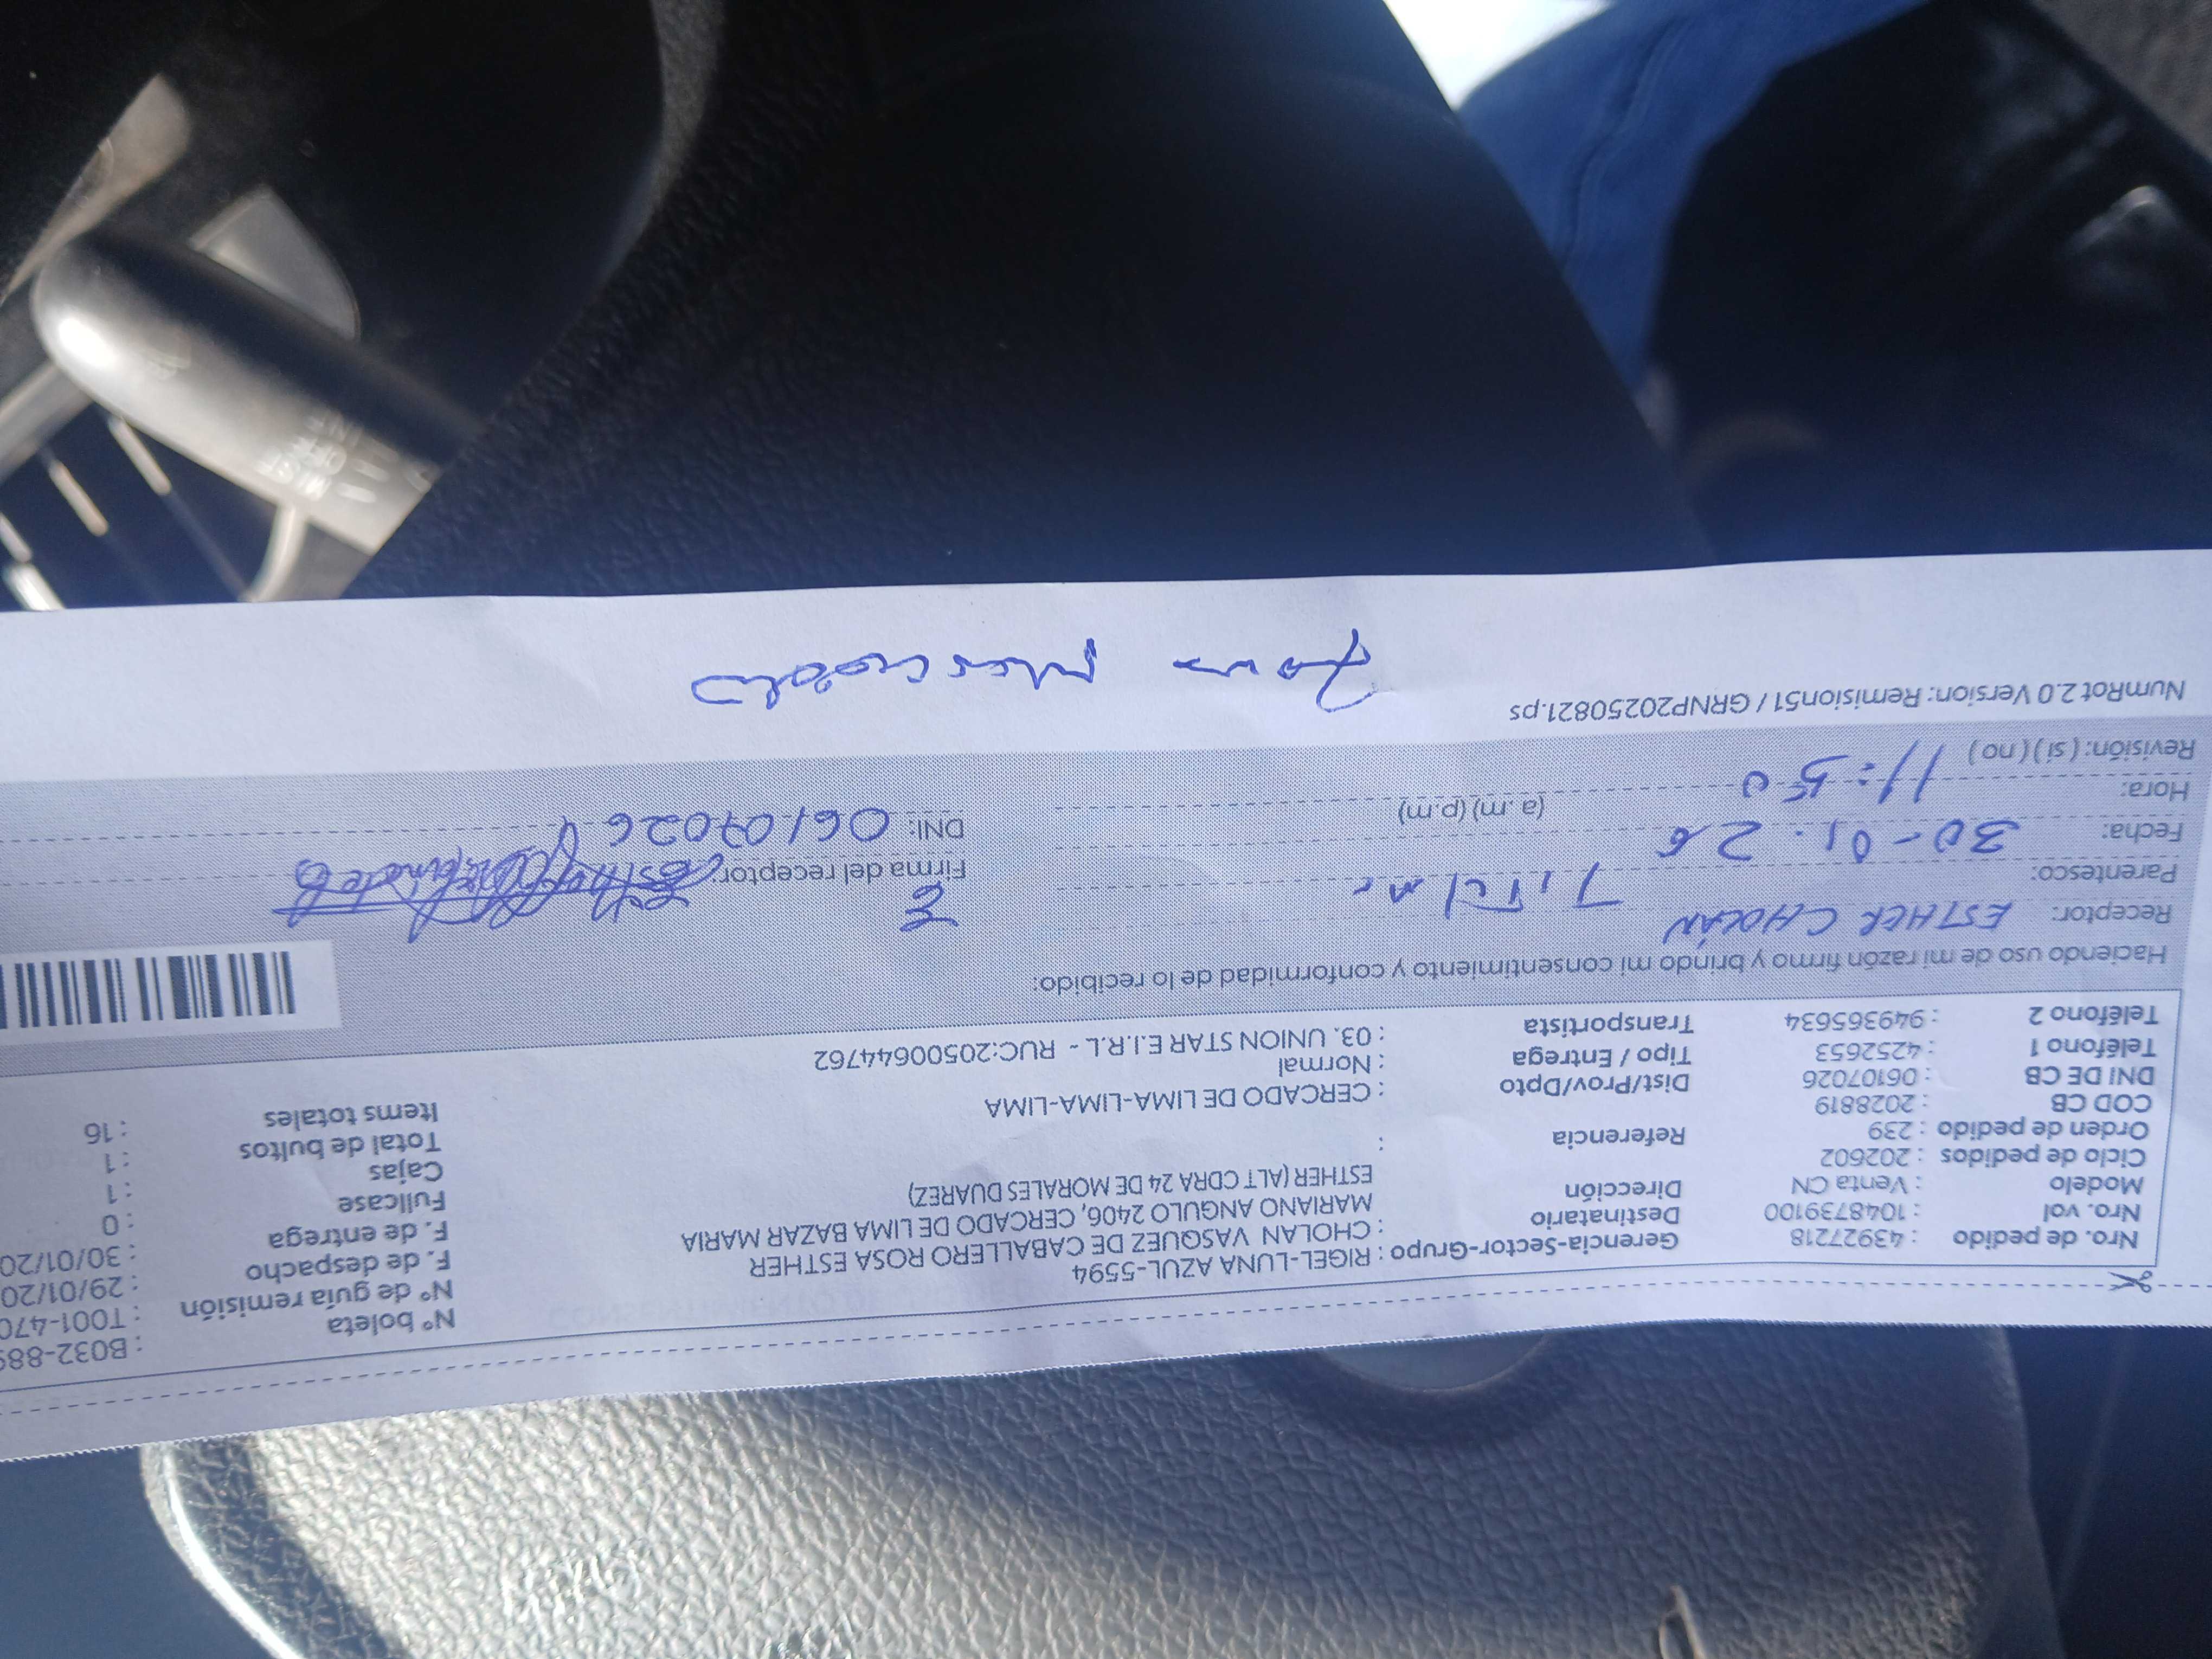 Nº boleta : B032-889
Nº de guía remisión : T001-470
F. de despacho : 29/01/20
F. de entrega : 30/01/20
Fullcase : 0
Cajas : 1
Total de bultos : 1
Items totales : 16
Nro. de pedido : 43927218
Nro. vol : 1048739100
Modelo : Venta CN
Ciclo de pedidos : 202602
Orden de pedido : 239
COD CB : 2028819
DNI DE CB : 06107026
Teléfono 1 : 4252653
Teléfono 2 : 949365634
Gerencia-Sector-Grupo : RIGEL-LUNA AZUL-5594
Destinatario : CHOLAN VASQUEZ DE CABALLERO ROSA ESTHER
Dirección MARIANO ANGULO 2406, CERCADO DE LIMA BAZAR MARIA
ESTHER (ALT CDRA 24 DE MORALES DUAREZ)
Referencia :
Dist/Prov/Dpto : CERCADO DE LIMA-LIMA-LIMA
Tipo / Entrega : Normal
Transportista : 03. UNION STAR E.I.R.L - RUC:20500644762
Haciendo uso de mi razón firmo y brindo mi consentimiento y conformidad de lo recibido:
Receptor: ESTHER CHOLÁN
Parentesco: Titular
Fecha: 30-01-26
Hora: 11:50 (a.m) (p.m)
Revisión: (si) (no)
Firma del receptor:
DNI: 06107026
NumRot 2.0 Version: Remision51 / GRNP20250821.ps
OFF